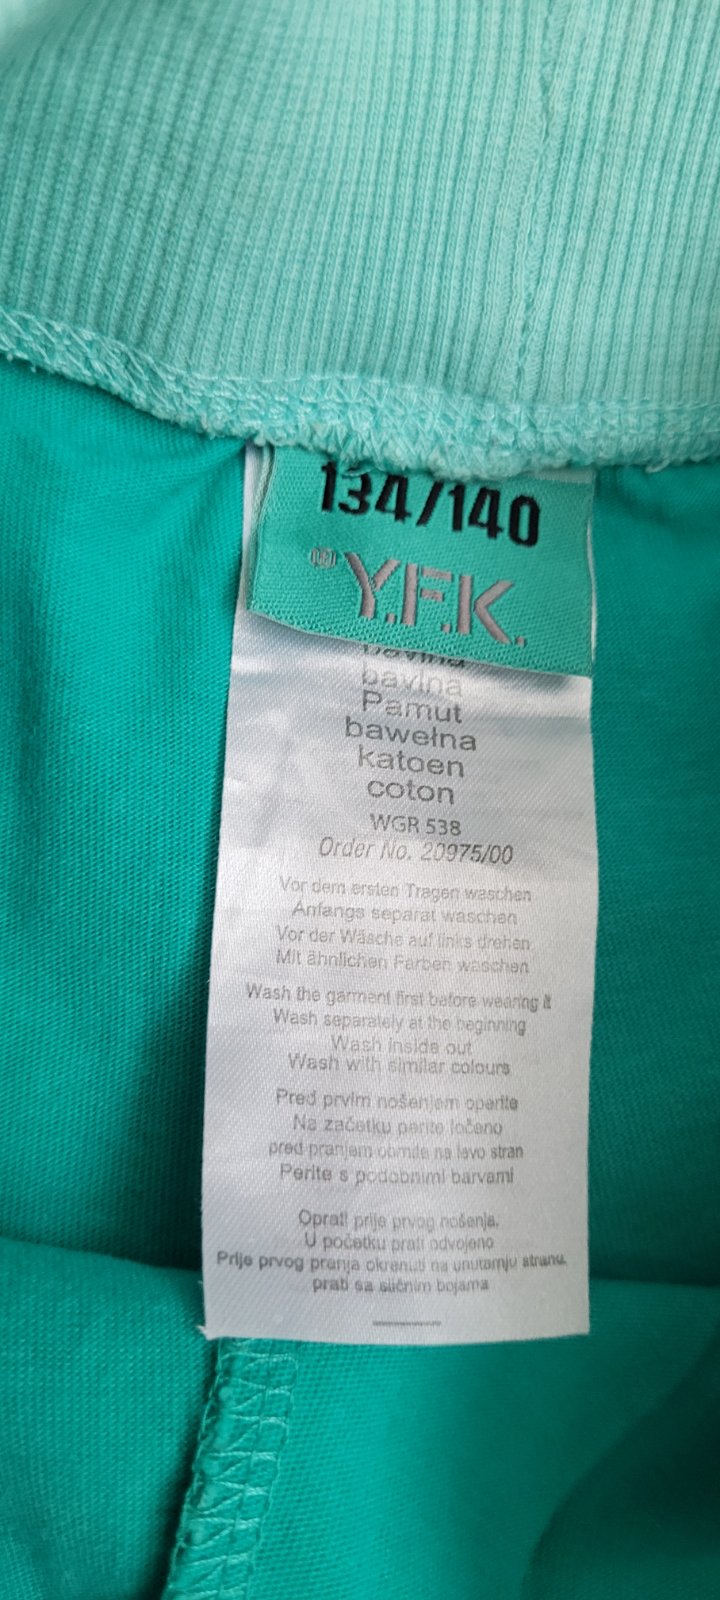 134/140
® Y.F.K.
bavlna
Pamut
bawełna
katoen
coton
WGR 538
Order No. 20975/00
Vor dem ersten Tragen waschen
Anfangs separat waschen
Vor der Wäsche auf links drehen
Mit ähnlichen Farben waschen
Wash the garment first before wearing &
Wash separately at the beginning
Wash inside out
Wash with similar colours
Pred prvim nošenjem operite
Na začetku perite ločeno
pred pranjem obrnite na levo stran
Perite s podobnimi barvami
Oprati prije prvog nošenja.
U početku prati odvojeno
Prije prvog pranja okrenuti na unutarnju stranu.
prati sa sličnim bojama